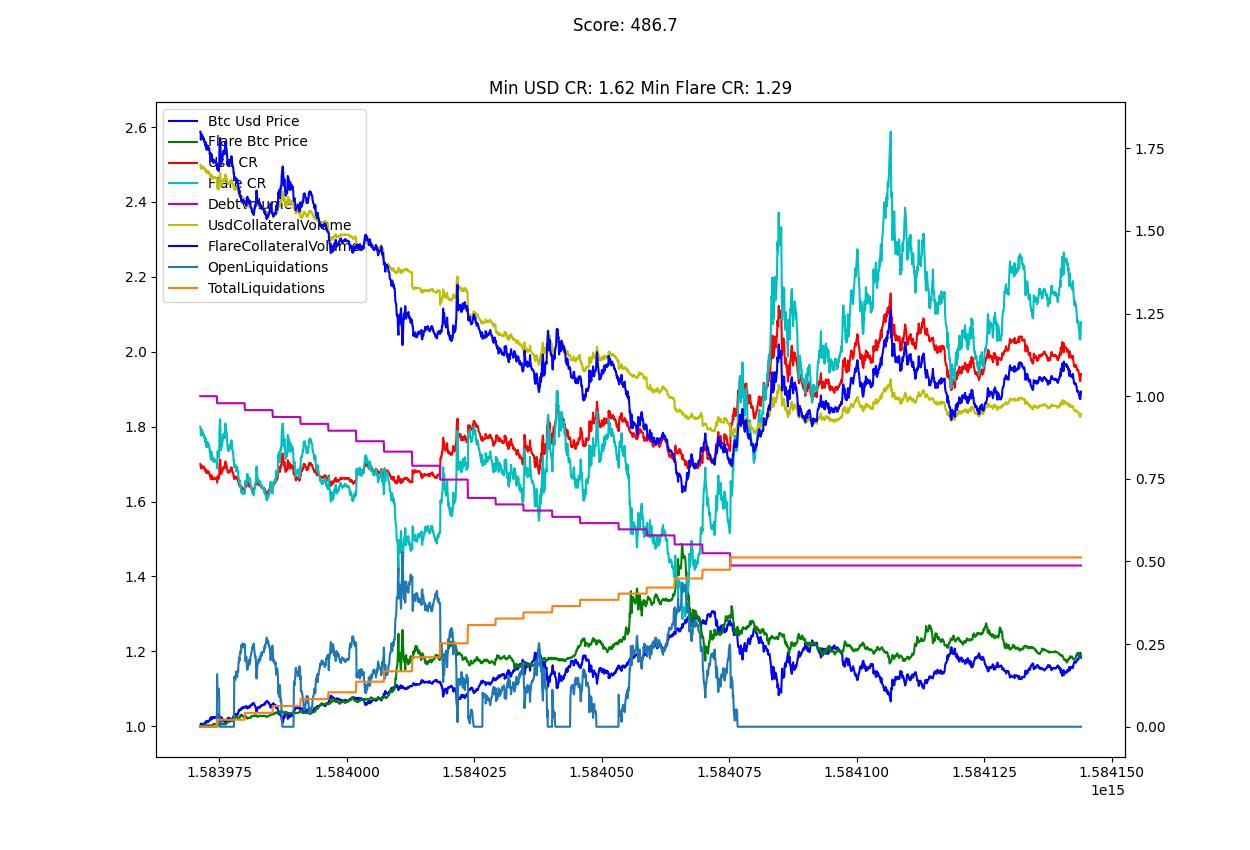 Score: 486.7
Min USD CR: 1.62 Min Flare CR: 1.29
Btc Usd Price
Flare Btc Price
Usd CR
Flare CR
DebtVolume
UsdCollateralVolume
FlareCollateralVolume
OpenLiquidations
TotalLiquidations
2.6
2.4
2.2
2.0
1.8
1.6
1.4
1.2
1.0
1.75
1.50
1.25
1.00
0.75
0.50
0.25
0.00
1.583975 1.584000 1.584025 1.584050 1.584075 1.584100 1.584125 1.584150
1e15